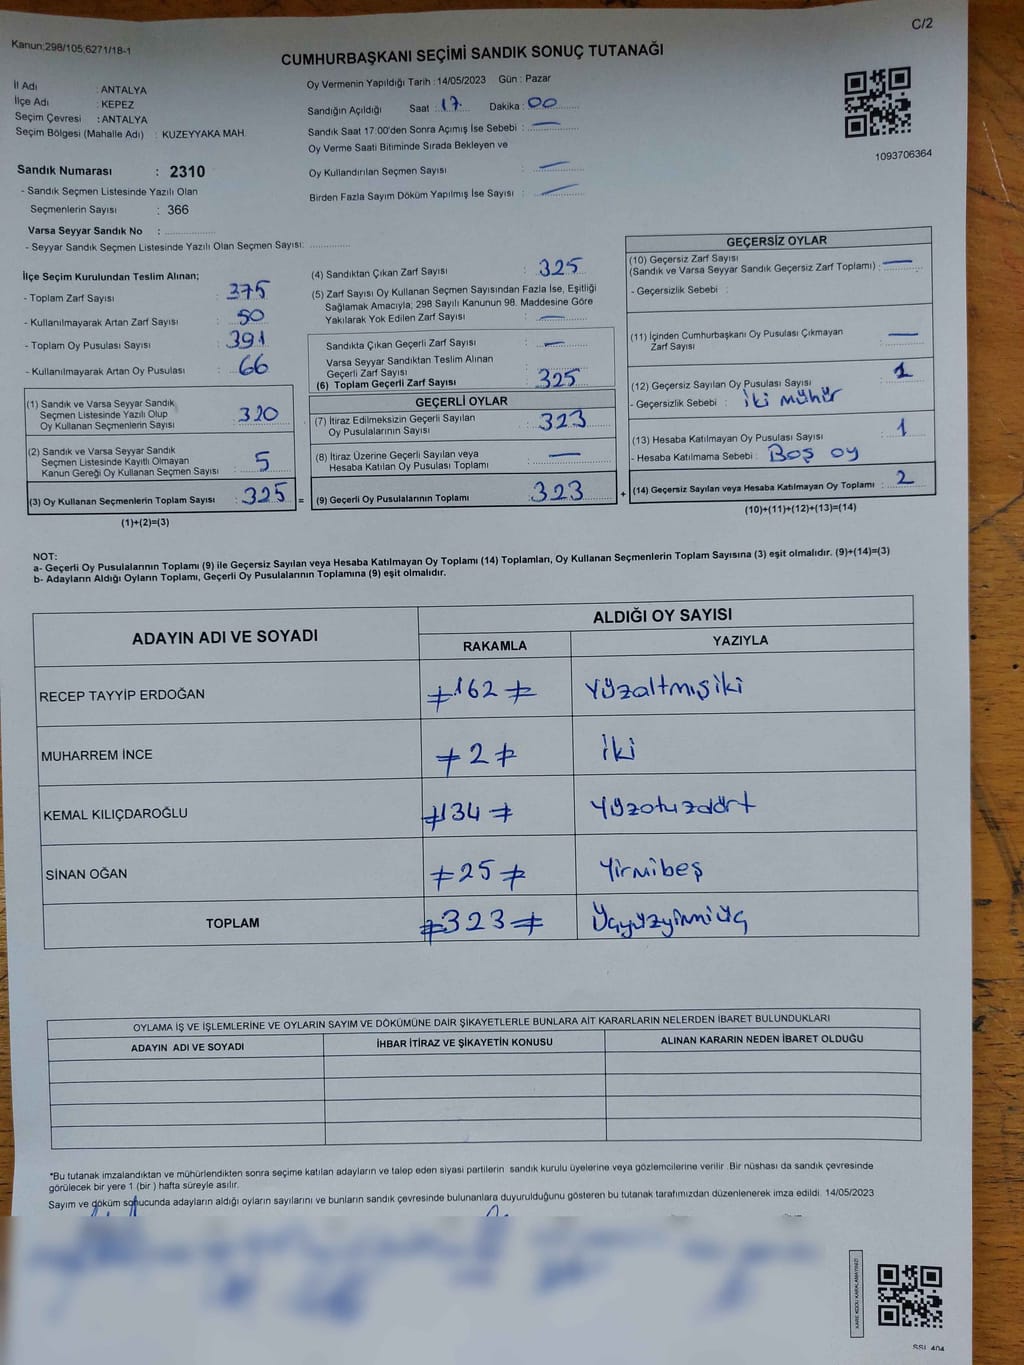 C/2
Kanun;298/105;6271/18-1
CUMHURBAŞKANI SEÇİMİ SANDIK SONUÇ TUTANAĞI
İl Adı : ANTALYA
İlçe Adı : KEPEZ
Seçim Çevresi : ANTALYA
Seçim Bölgesi (Mahalle Adı) : KUZEYYAKA MAH.
Oy Vermenin Yapıldığı Tarih : 14/05/2023 Gün : Pazar
Sandığın Açıldığı Saat : 17 Dakika : 00
Sandık Saat 17:00'den Sonra Açımış İse Sebebi : —
Oy Verme Saati Bitiminde Sırada Bekleyen ve
Oy Kullandırılan Seçmen Sayısı : —
Birden Fazla Sayım Döküm Yapılmış İse Sayısı : —
1093706364
Sandık Numarası : 2310
- Sandık Seçmen Listesinde Yazılı Olan
Seçmenlerin Sayısı : 366
Varsa Seyyar Sandık No : ..................
- Seyyar Sandık Seçmen Listesinde Yazılı Olan Seçmen Sayısı: ..............
İlçe Seçim Kurulundan Teslim Alınan;
- Toplam Zarf Sayısı : 375
- Kullanılmayarak Artan Zarf Sayısı : 50
- Toplam Oy Pusulası Sayısı : 391
- Kullanılmayarak Artan Oy Pusulası : 66
(1) Sandık ve Varsa Seyyar Sandık
Seçmen Listesinde Yazılı Olup
Oy Kullanan Seçmenlerin Sayısı : 320
(2) Sandık ve Varsa Seyyar Sandık
Seçmen Listesinde Kayıtlı Olmayan
Kanun Gereği Oy Kullanan Seçmen Sayısı : 5
(3) Oy Kullanan Seçmenlerin Toplam Sayısı : 325 =
(1)+(2)=(3)
(4) Sandıktan Çıkan Zarf Sayısı : 325
(5) Zarf Sayısı Oy Kullanan Seçmen Sayısından Fazla İse, Eşitliği
Sağlamak Amacıyla; 298 Sayılı Kanunun 98. Maddesine Göre
Yakılarak Yok Edilen Zarf Sayısı : —
Sandıkta Çıkan Geçerli Zarf Sayısı : —
Varsa Seyyar Sandıktan Teslim Alınan
Geçerli Zarf Sayısı :
(6) Toplam Geçerli Zarf Sayısı : 325
GEÇERLİ OYLAR
(7) İtiraz Edilmeksizin Geçerli Sayılan
Oy Pusulalarının Sayısı : 323
(8) İtiraz Üzerine Geçerli Sayılan veya
Hesaba Katılan Oy Pusulası Toplamı : —
(9) Geçerli Oy Pusulalarının Toplamı : 323 +
GEÇERSİZ OYLAR
(10) Geçersiz Zarf Sayısı
(Sandık ve Varsa Seyyar Sandık Geçersiz Zarf Toplamı) : —
- Geçersizlik Sebebi :
(11) İçinden Cumhurbaşkanı Oy Pusulası Çıkmayan
Zarf Sayısı : —
(12) Geçersiz Sayılan Oy Pusulası Sayısı : 1
- Geçersizlik Sebebi : iki mühür
(13) Hesaba Katılmayan Oy Pusulası Sayısı : 1
- Hesaba Katılmama Sebebi : Boş oy
(14) Geçersiz Sayılan veya Hesaba Katılmayan Oy Toplamı : 2
(10)+(11)+(12)+(13)=(14)
NOT:
a- Geçerli Oy Pusulalarının Toplamı (9) ile Geçersiz Sayılan veya Hesaba Katılmayan Oy Toplamı (14) Toplamları, Oy Kullanan Seçmenlerin Toplam Sayısına (3) eşit olmalıdır. (9)+(14)=(3)
b- Adayların Aldığı Oyların Toplamı, Geçerli Oy Pusulalarının Toplamına (9) eşit olmalıdır.
ADAYIN ADI VE SOYADI ALDIĞI OY SAYISI
RAKAMLA YAZIYLA
RECEP TAYYİP ERDOĞAN ≠162≠ Yüzaltmışiki
MUHARREM İNCE ≠2≠ İki
KEMAL KILIÇDAROĞLU ≠134≠ Yüzotuzdört
SİNAN OĞAN ≠25≠ Yirmibeş
TOPLAM ≠323≠ Üçyüzyirmiüç
OYLAMA İŞ VE İŞLEMLERİNE VE OYLARIN SAYIM VE DÖKÜMÜNE DAİR ŞİKAYETLERLE BUNLARA AİT KARARLARIN NELERDEN İBARET BULUNDUKLARI
ADAYIN ADI VE SOYADI İHBAR İTİRAZ VE ŞİKAYETİN KONUSU ALINAN KARARIN NEDEN İBARET OLDUĞU
*Bu tutanak imzalandıktan ve mühürlendikten sonra seçime katılan adayların ve talep eden siyasi partilerin sandık kurulu üyelerine veya gözlemcilerine verilir .Bir nüshası da sandık çevresinde
görülecek bir yere 1 (bir ) hafta süreyle asılır.
Sayım ve döküm sonucunda adayların aldığı oyların sayılarını ve bunların sandık çevresinde bulunanlara duyurulduğunu gösteren bu tutanak tarafımızdan düzenlenerek imza edildi. 14/05/2023
KARE KODU KARALAMAYINIZ!